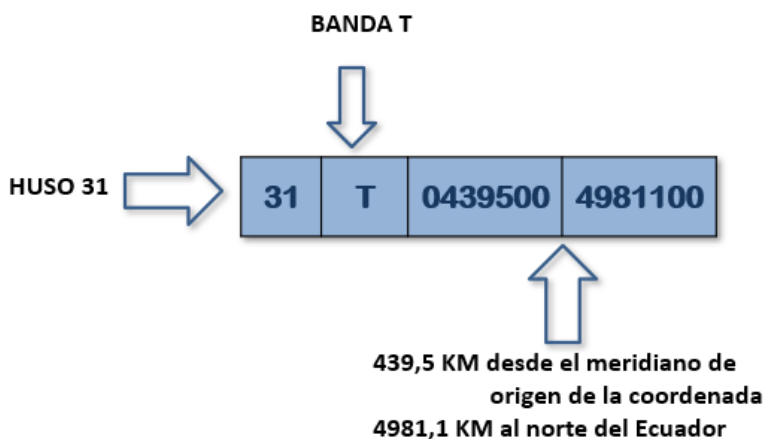 BANDA T
HUSO 31
31 T 0439500 4981100
439,5 KM desde el meridiano de
origen de la coordenada
4981,1 KM al norte del Ecuador